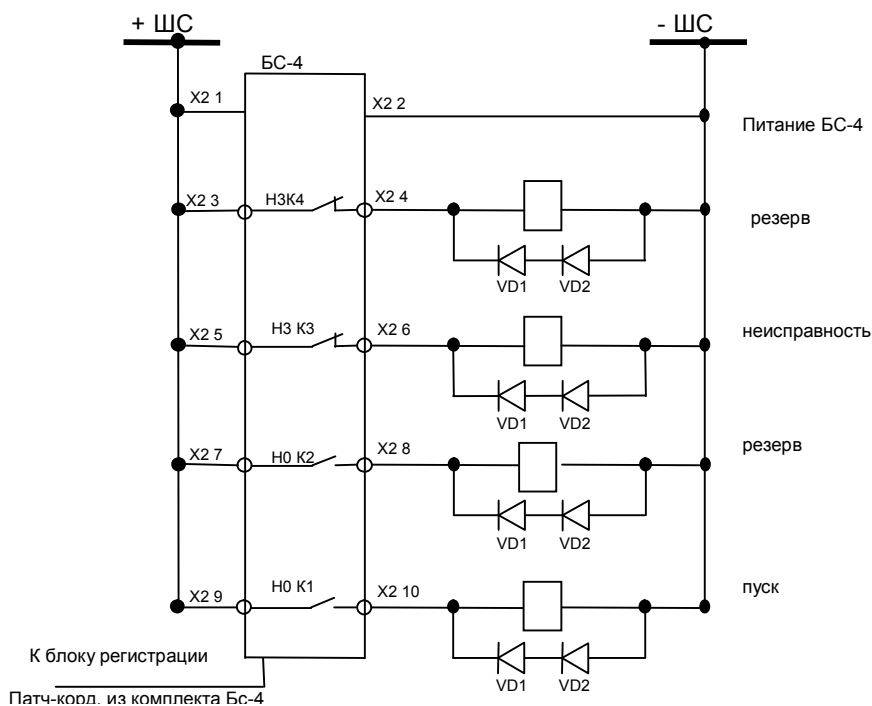 + ШС
- ШС
БС-4
X2 1
X2 2
Питание БС-4
X2 3
НЗК4
X2 4
резерв
VD1
VD2
X2 5
НЗ К3
X2 6
неисправность
VD1
VD2
X2 7
Н0 К2
X2 8
резерв
VD1
VD2
X2 9
Н0 К1
X2 10
пуск
VD1
VD2
К блоку регистрации
Патч-корд. из комплекта Бс-4